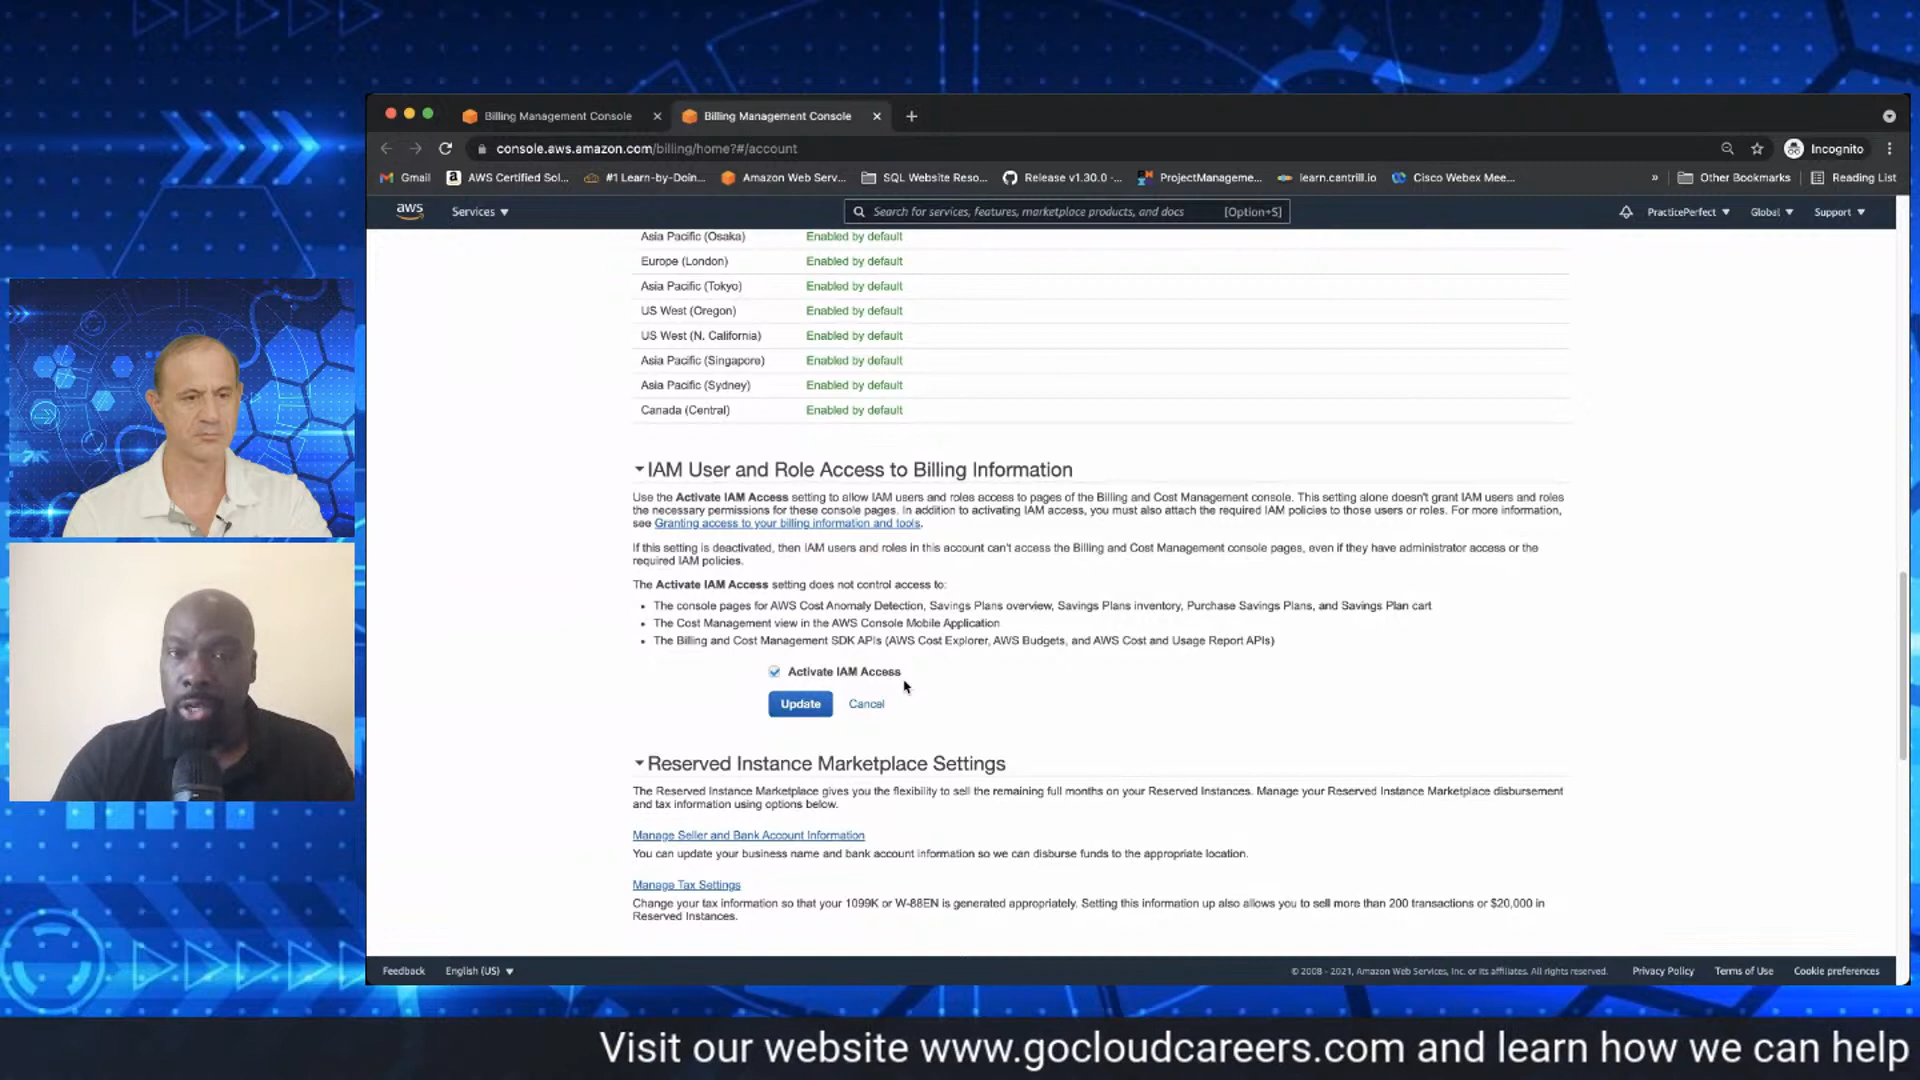 Billing Management Console
Billing Management Console
console.aws.amazon.com/billing/home?#/account
Incognito
Gmail
AWS Certified Sol...
#1 Learn-by-Doin...
Amazon Web Serv...
SQL Website Reso...
Release v1.30.0 -...
ProjectManageme...
learn.cantrill.io
Cisco Webex Mee...
»
Other Bookmarks
Reading List
aws
Services
Search for services, features, marketplace products, and docs [Option+S]
PracticePerfect
Global
Support
Asia Pacific (Osaka) Enabled by default
Europe (London) Enabled by default
Asia Pacific (Tokyo) Enabled by default
US West (Oregon) Enabled by default
US West (N. California) Enabled by default
Asia Pacific (Singapore) Enabled by default
Asia Pacific (Sydney) Enabled by default
Canada (Central) Enabled by default
IAM User and Role Access to Billing Information
Use the Activate IAM Access setting to allow IAM users and roles access to pages of the Billing and Cost Management console. This setting alone doesn't grant IAM users and roles
the necessary permissions for these console pages. In addition to activating IAM access, you must also attach the required IAM policies to those users or roles. For more information,
see Granting access to your billing information and tools.
If this setting is deactivated, then IAM users and roles in this account can't access the Billing and Cost Management console pages, even if they have administrator access or the
required IAM policies.
The Activate IAM Access setting does not control access to:
• The console pages for AWS Cost Anomaly Detection, Savings Plans overview, Savings Plans inventory, Purchase Savings Plans, and Savings Plan cart
• The Cost Management view in the AWS Console Mobile Application
• The Billing and Cost Management SDK APIs (AWS Cost Explorer, AWS Budgets, and AWS Cost and Usage Report APIs)
Activate IAM Access
Update Cancel
Reserved Instance Marketplace Settings
The Reserved Instance Marketplace gives you the flexibility to sell the remaining full months on your Reserved Instances. Manage your Reserved Instance Marketplace disbursement
and tax information using options below.
Manage Seller and Bank Account Information
You can update your business name and bank account information so we can disburse funds to the appropriate location.
Manage Tax Settings
Change your tax information so that your 1099K or W-88EN is generated appropriately. Setting this information up also allows you to sell more than 200 transactions or $20,000 in
Reserved Instances.
Feedback English (US)
© 2008 - 2021, Amazon Web Services, Inc. or its affiliates. All rights reserved. Privacy Policy Terms of Use Cookie preferences
Visit our website www.gocloudcareers.com and learn how we can help